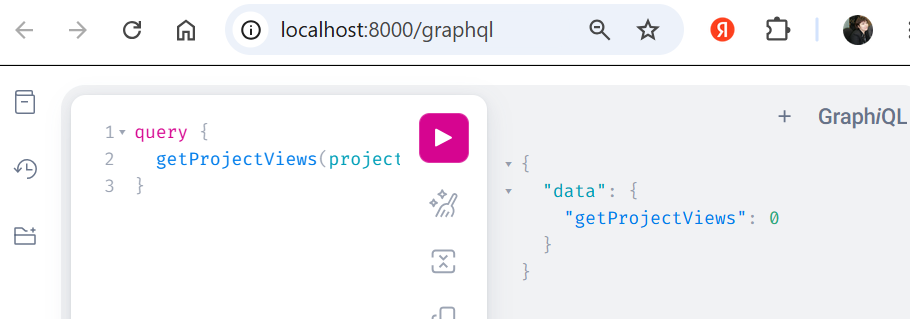 localhost:8000/graphql
Я
1 query {
2 getProjectViews(project
3 }
+ GraphiQL
{
"data": {
"getProjectViews": 0
}
}